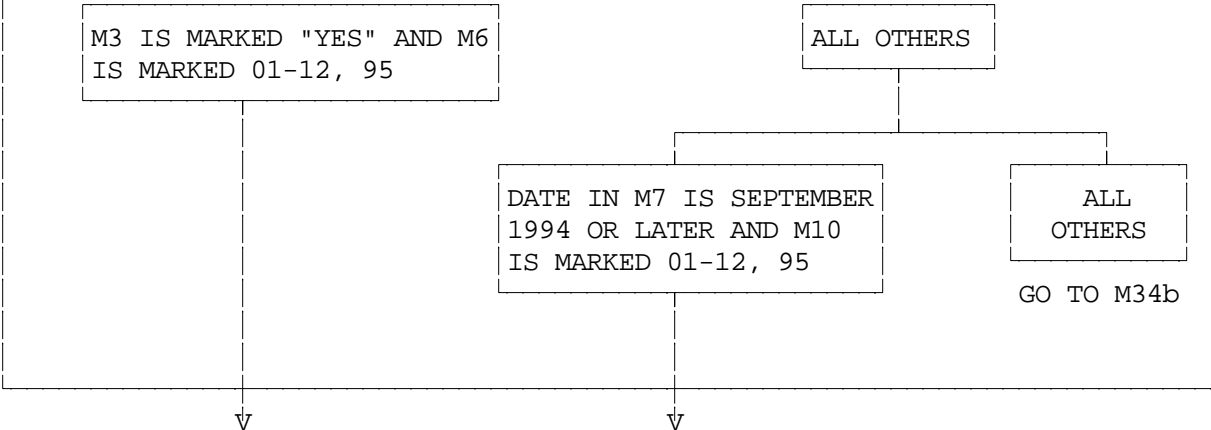 M3 IS MARKED "YES" AND M6
IS MARKED 01-12, 95
ALL OTHERS
DATE IN M7 IS SEPTEMBER
1994 OR LATER AND M10
IS MARKED 01-12, 95
ALL
OTHERS
GO TO M34b